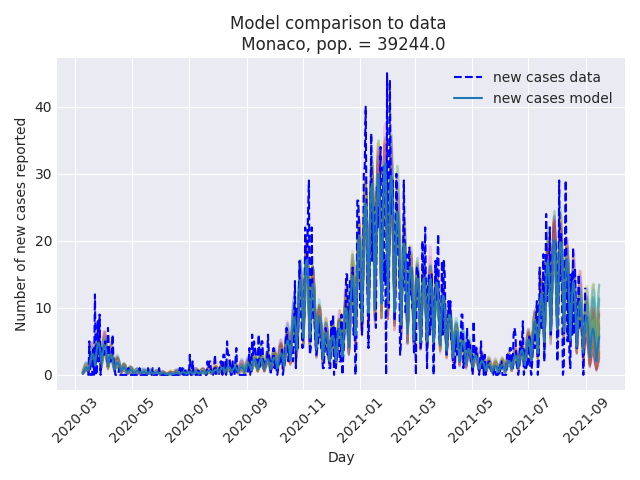 Model comparison to data
Monaco, pop. = 39244.0
new cases data
new cases model
Number of new cases reported
40
30
20
10
0
2020-03
2020-05
2020-07
2020-09
2020-11
2021-01
2021-03
2021-05
2021-07
2021-09
Day